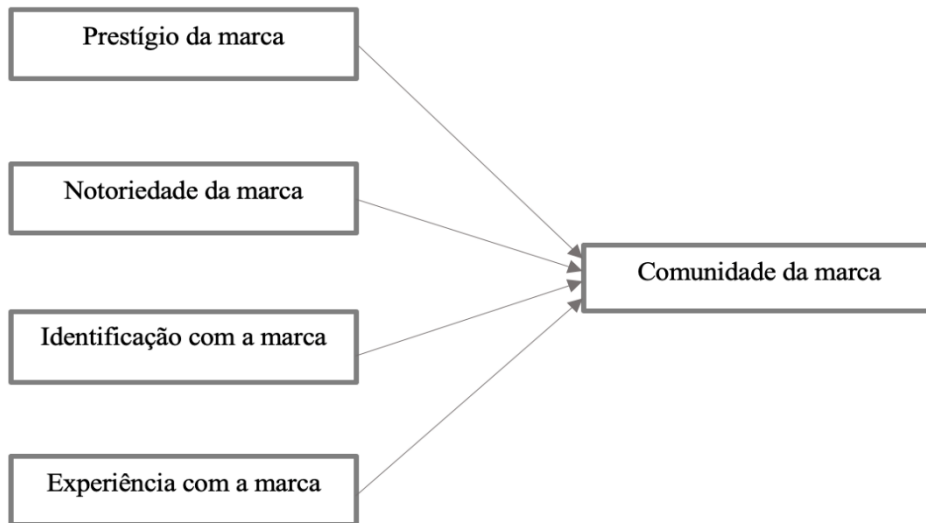 Prestígio da marca
Notoriedade da marca
Comunidade da marca
Identificação com a marca
Experiência com a marca